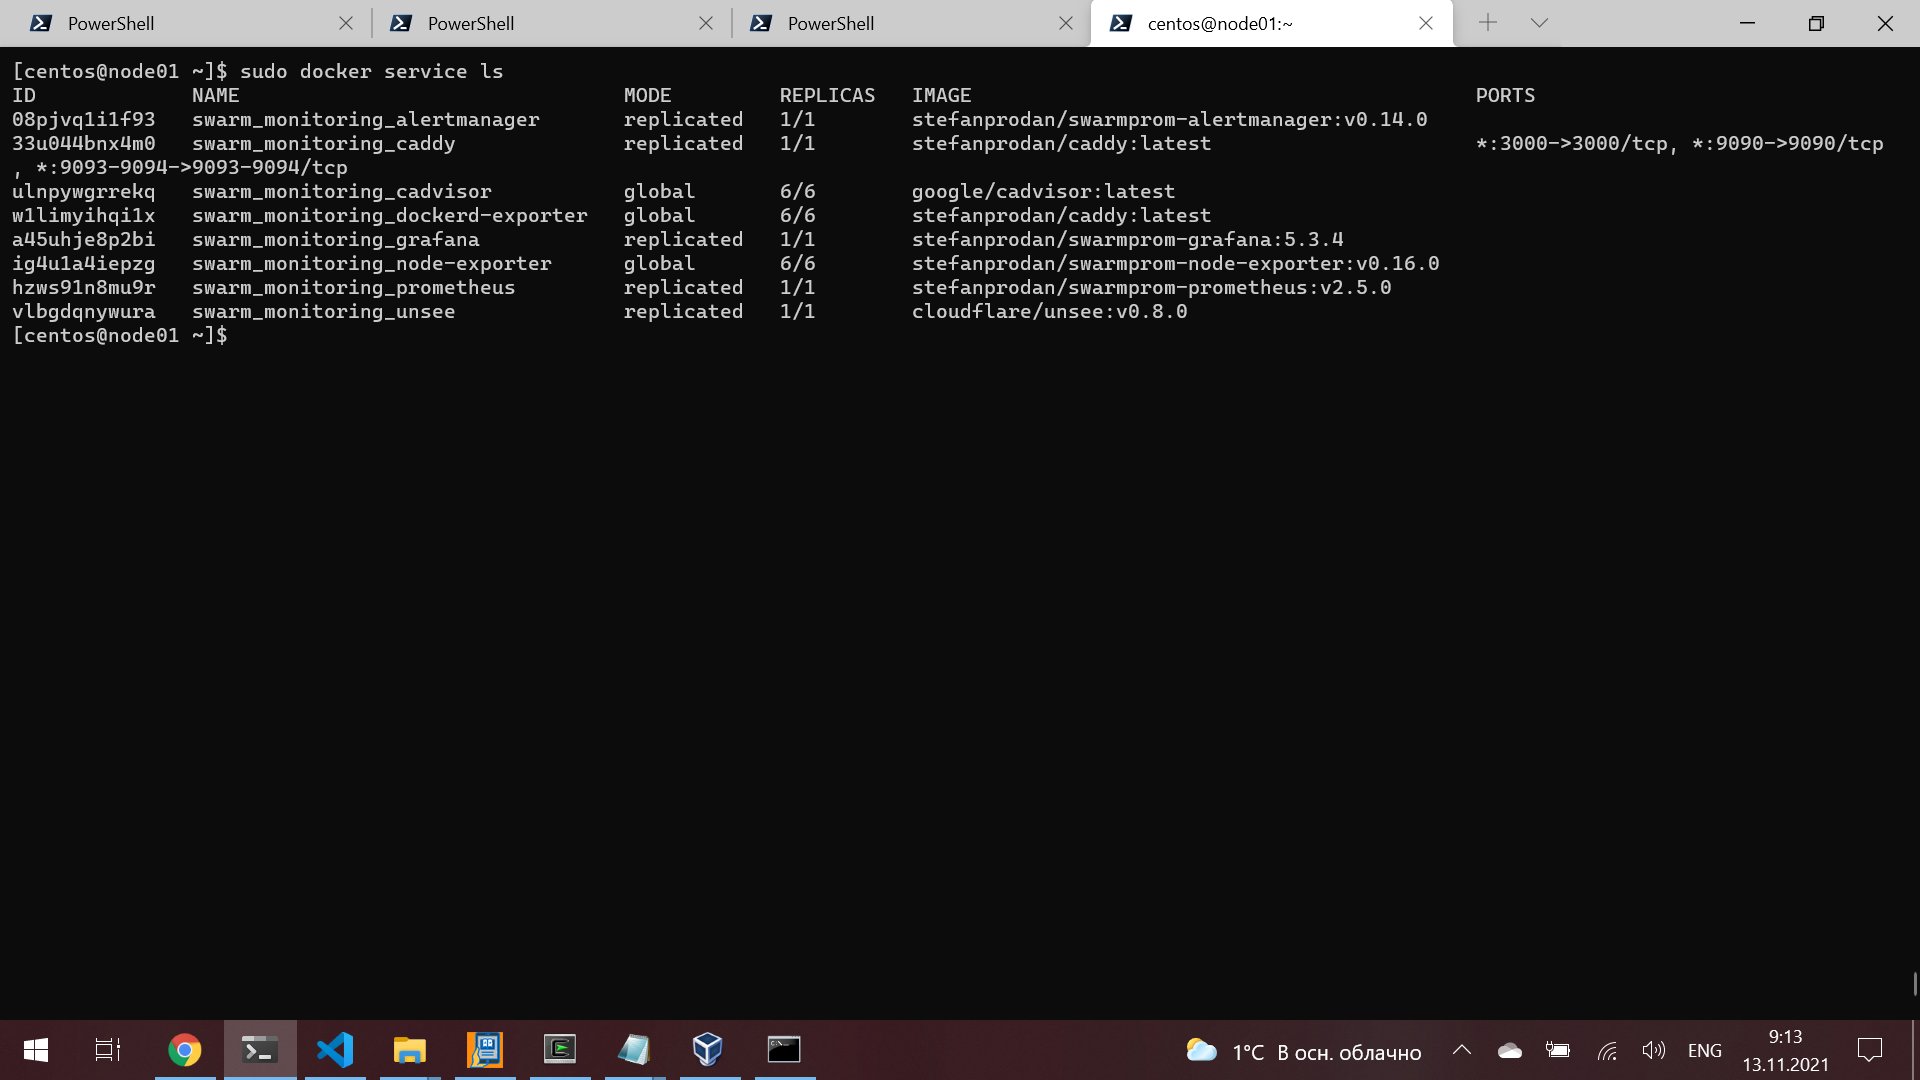 PowerShell
PowerShell
PowerShell
centos@node01:~
[centos@node01 ~]$ sudo docker service ls
ID NAME MODE REPLICAS IMAGE PORTS
08pjvq1i1f93 swarm_monitoring_alertmanager replicated 1/1 stefanprodan/swarmprom-alertmanager:v0.14.0
33u044bnx4m0 swarm_monitoring_caddy replicated 1/1 stefanprodan/caddy:latest *:3000->3000/tcp, *:9090->9090/tcp
, *:9093-9094->9093-9094/tcp
ulnpywgrrekq swarm_monitoring_cadvisor global 6/6 google/cadvisor:latest
w1limyihqi1x swarm_monitoring_dockerd-exporter global 6/6 stefanprodan/caddy:latest
a45uhje8p2bi swarm_monitoring_grafana replicated 1/1 stefanprodan/swarmprom-grafana:5.3.4
ig4u1a4iepzg swarm_monitoring_node-exporter global 6/6 stefanprodan/swarmprom-node-exporter:v0.16.0
hzws91n8mu9r swarm_monitoring_prometheus replicated 1/1 stefanprodan/swarmprom-prometheus:v2.5.0
vlbgdqnywura swarm_monitoring_unsee replicated 1/1 cloudflare/unsee:v0.8.0
[centos@node01 ~]$
1°C В осн. облачно
ENG
9:13
13.11.2021